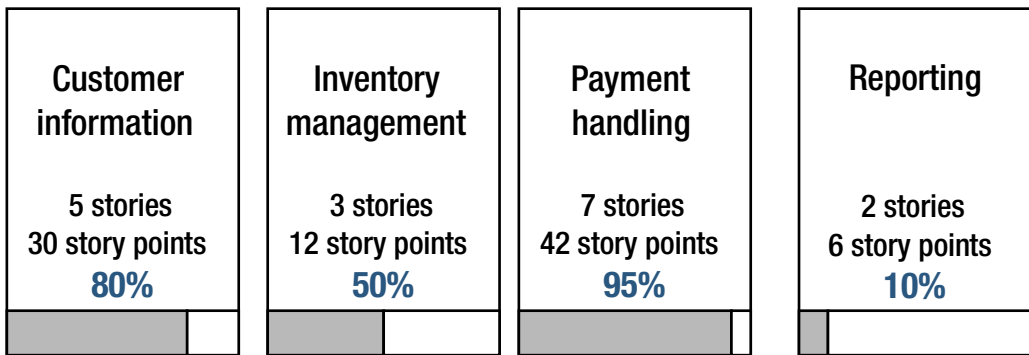 Customer
information
5 stories
30 story points
80%
Inventory
management
3 stories
12 story points
50%
Payment
handling
7 stories
42 story points
95%
Reporting
2 stories
6 story points
10%